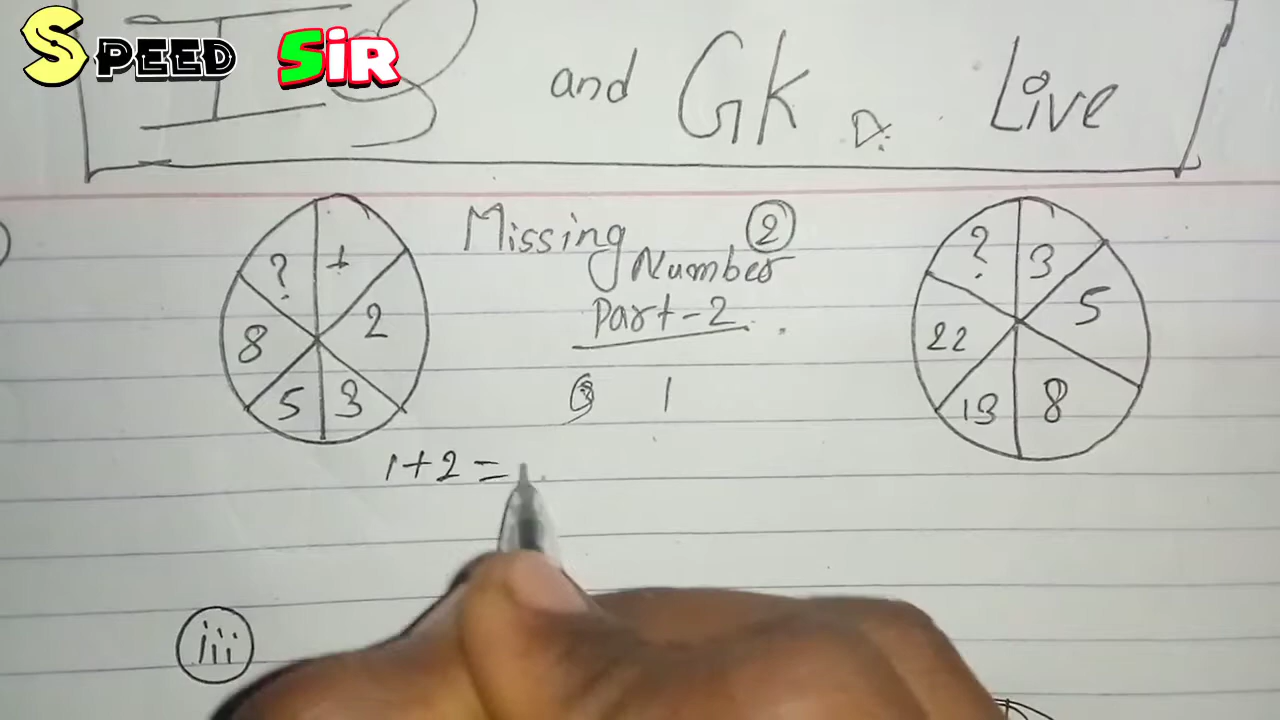 SPEED SiR
and GK Live
Missing 2
Number
Part-2
? 1
8 2
5 3
? 3
22 5
13 8
1
1+2=
iii